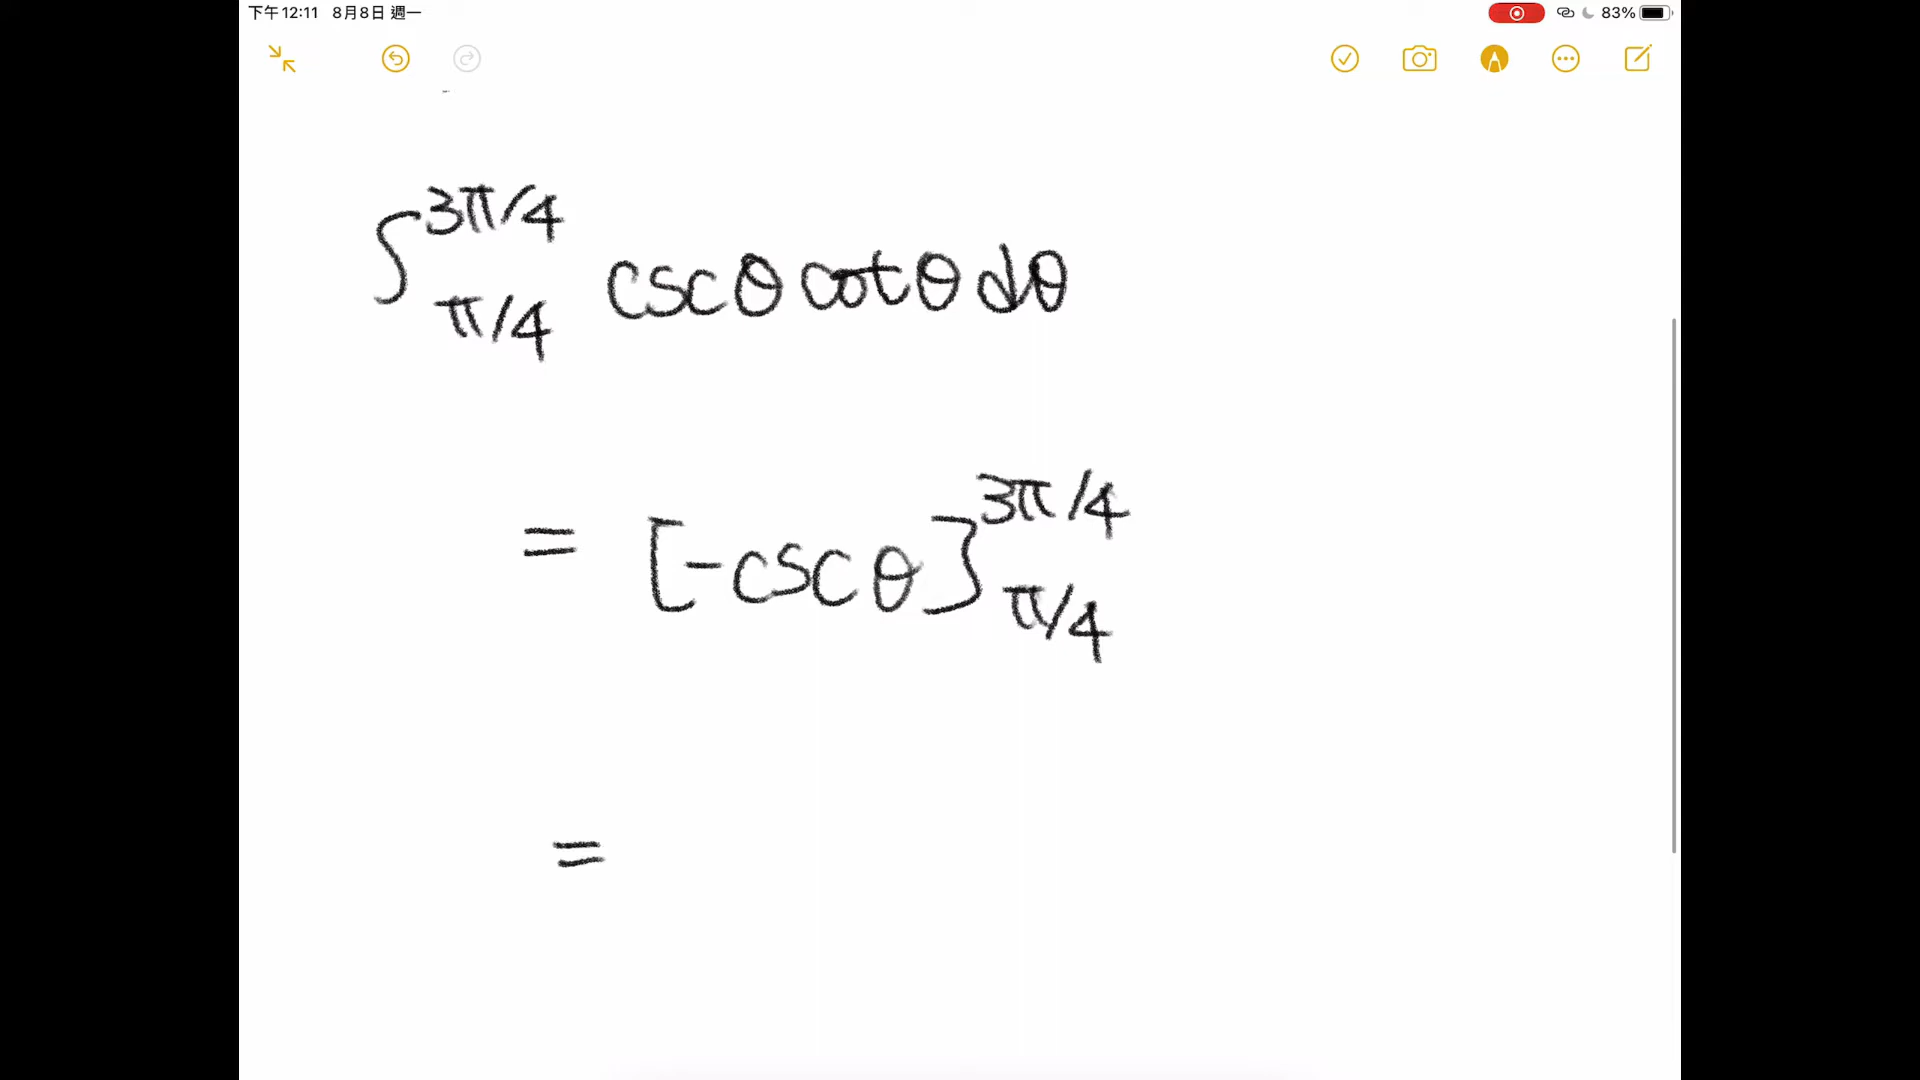 下午12:11 8月8日 週一 83%
∫ 3π/4 π/4 cscθ cotθ dθ
= [-cscθ] 3π/4 π/4
=